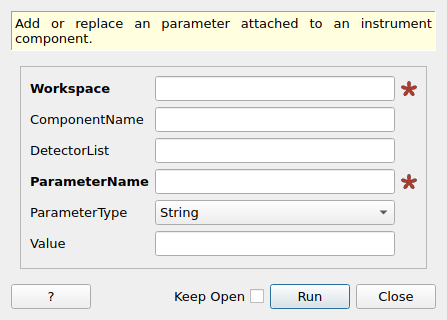 Add or replace an parameter attached to an instrument
component.
Workspace
ComponentName
DetectorList
ParameterName
ParameterType String
Value
? Keep Open Run Close